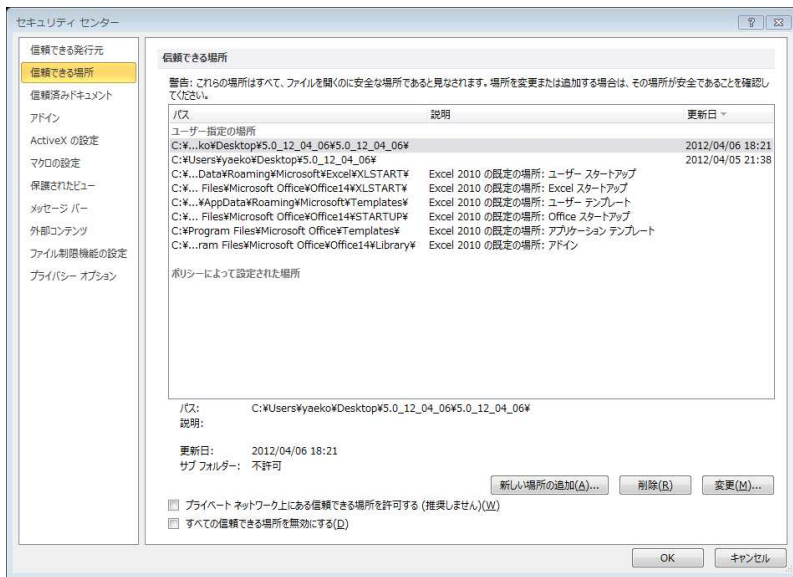 セキュリティ センター
信頼できる発行元
信頼できる場所
信頼済みドキュメント
アドイン
ActiveX の設定
マクロの設定
保護されたビュー
メッセージ バー
外部コンテンツ
ファイル制限機能の設定
プライバシー オプション
信頼できる場所
警告: これらの場所はすべて、ファイルを開くのに安全な場所であると見なされます。場所を変更または追加する場合は、その場所が安全であることを確認し
てください。
パス 説明 更新日
ユーザー指定の場所
C:¥...ko¥Desktop¥5.0_12_04_06¥5.0_12_04_06¥ 2012/04/06 18:21
C:¥Users¥yaeko¥Desktop¥5.0_12_04_06¥ 2012/04/05 21:38
C:¥...Data¥Roaming¥Microsoft¥Excel¥XLSTART¥ Excel 2010 の既定の場所: ユーザー スタートアップ
C:¥... Files¥Microsoft Office¥Office14¥XLSTART¥ Excel 2010 の既定の場所: Excel スタートアップ
C:¥...¥AppData¥Roaming¥Microsoft¥Templates¥ Excel 2010 の既定の場所: ユーザー テンプレート
C:¥... Files¥Microsoft Office¥Office14¥STARTUP¥ Excel 2010 の既定の場所: Office スタートアップ
C:¥Program Files¥Microsoft Office¥Templates¥ Excel 2010 の既定の場所: アプリケーション テンプレート
C:¥...ram Files¥Microsoft Office¥Office14¥Library¥ Excel 2010 の既定の場所: アドイン
ポリシーによって設定された場所
パス: C:¥Users¥yaeko¥Desktop¥5.0_12_04_06¥5.0_12_04_06¥
説明:
更新日: 2012/04/06 18:21
サブ フォルダー: 不許可
新しい場所の追加(A)... 削除(R) 変更(M)...
プライベート ネットワーク上にある信頼できる場所を許可する (推奨しません)(W)
すべての信頼できる場所を無効にする(D)
OK キャンセル